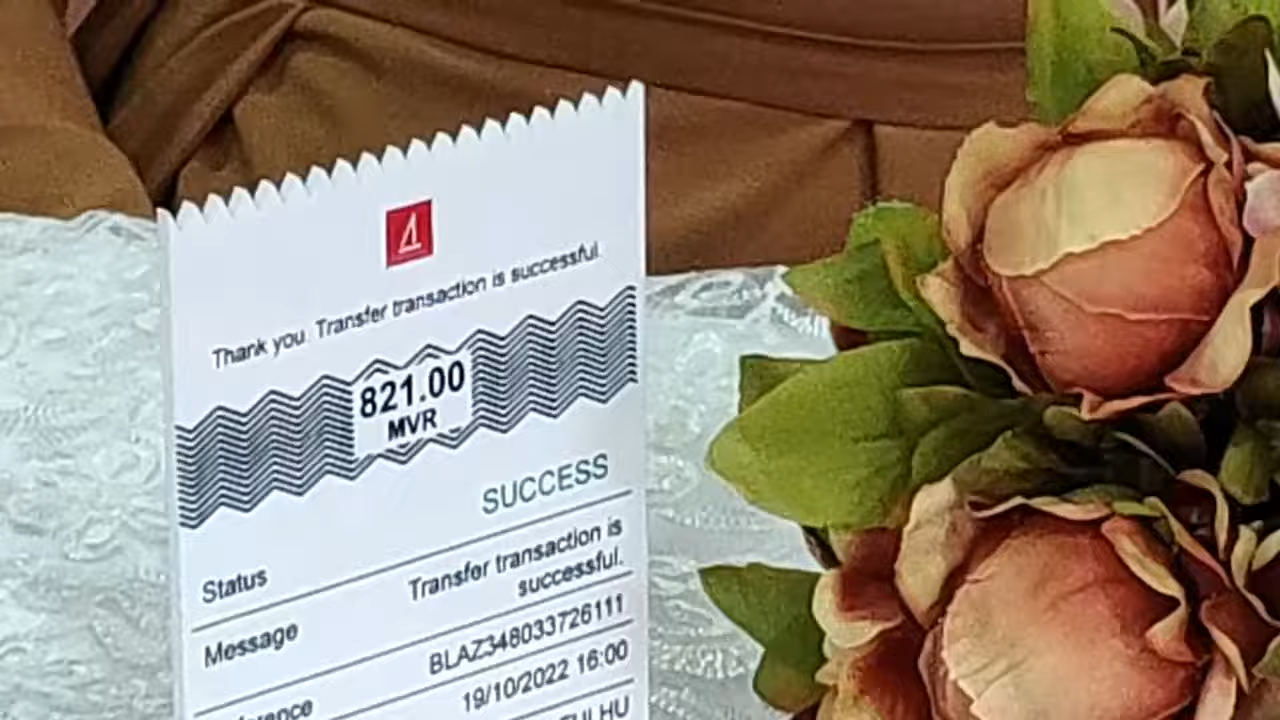 Thank you. Transfer transaction is successful.
821.00
MVR
Status SUCCESS
Message Transfer transaction is
successful.
BLAZ348033726111
19/10/2022 16:00